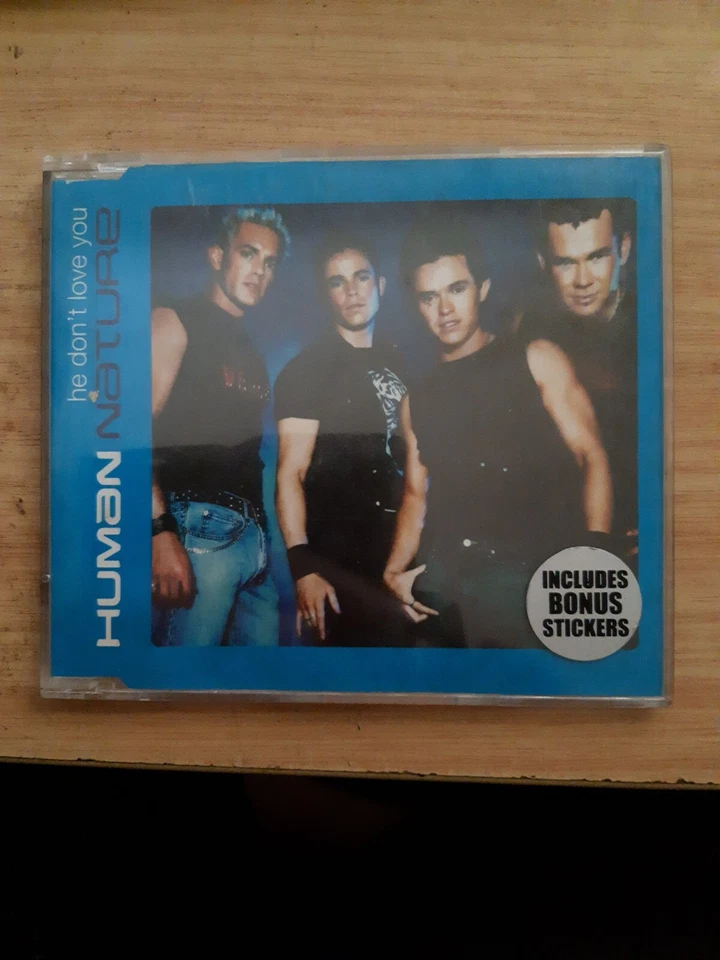 he don't love you
HUMaN NaTURe
INCLUDES
BONUS
STICKERS